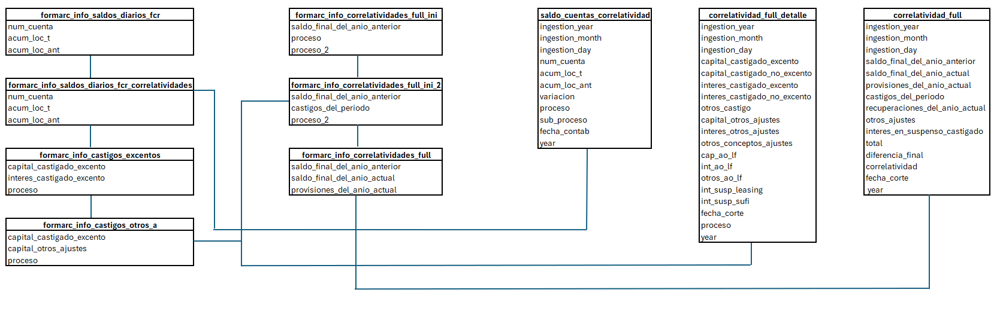 formarc_info_saldos_diarios_fcr
num_cuenta
acum_loc_t
acum_loc_ant
formarc_info_saldos_diarios_fcr_correlatividades
num_cuenta
acum_loc_t
acum_loc_ant
formarc_info_castigos_excentos
capital_castigado_excento
interes_castigado_excento
proceso
formarc_info_castigos_otros_a
capital_castigado_excento
capital_otros_ajustes
proceso
formarc_info_correlatividades_full_ini
saldo_final_del_anio_anterior
proceso
proceso_2
formarc_info_correlatividades_full_ini_2
saldo_final_del_anio_anterior
castigos_del_periodo
proceso_2
formarc_info_correlatividades_full
saldo_final_del_anio_anterior
saldo_final_del_anio_actual
provisiones_del_anio_actual
saldo_cuentas_correlatividad
ingestion_year
ingestion_month
ingestion_day
num_cuenta
acum_loc_t
acum_loc_ant
variacion
proceso
sub_proceso
fecha_contab
year
correlatividad_full_detalle
ingestion_year
ingestion_month
ingestion_day
capital_castigado_excento
capital_castigado_no_excento
interes_castigado_excento
interes_castigado_no_excento
otros_castigo
capital_otros_ajustes
interes_otros_ajustes
otros_conceptos_ajustes
cap_ao_lf
int_ao_lf
otros_ao_lf
int_susp_leasing
int_susp_sufi
fecha_corte
proceso
year
correlatividad_full
ingestion_year
ingestion_month
ingestion_day
saldo_final_del_anio_anterior
saldo_final_del_anio_actual
provisiones_del_anio_actual
castigos_del_periodo
recuperaciones_del_anio_actual
otros_ajustes
interes_en_suspenso_castigado
total
diferencia_final
correlatividad
fecha_corte
year